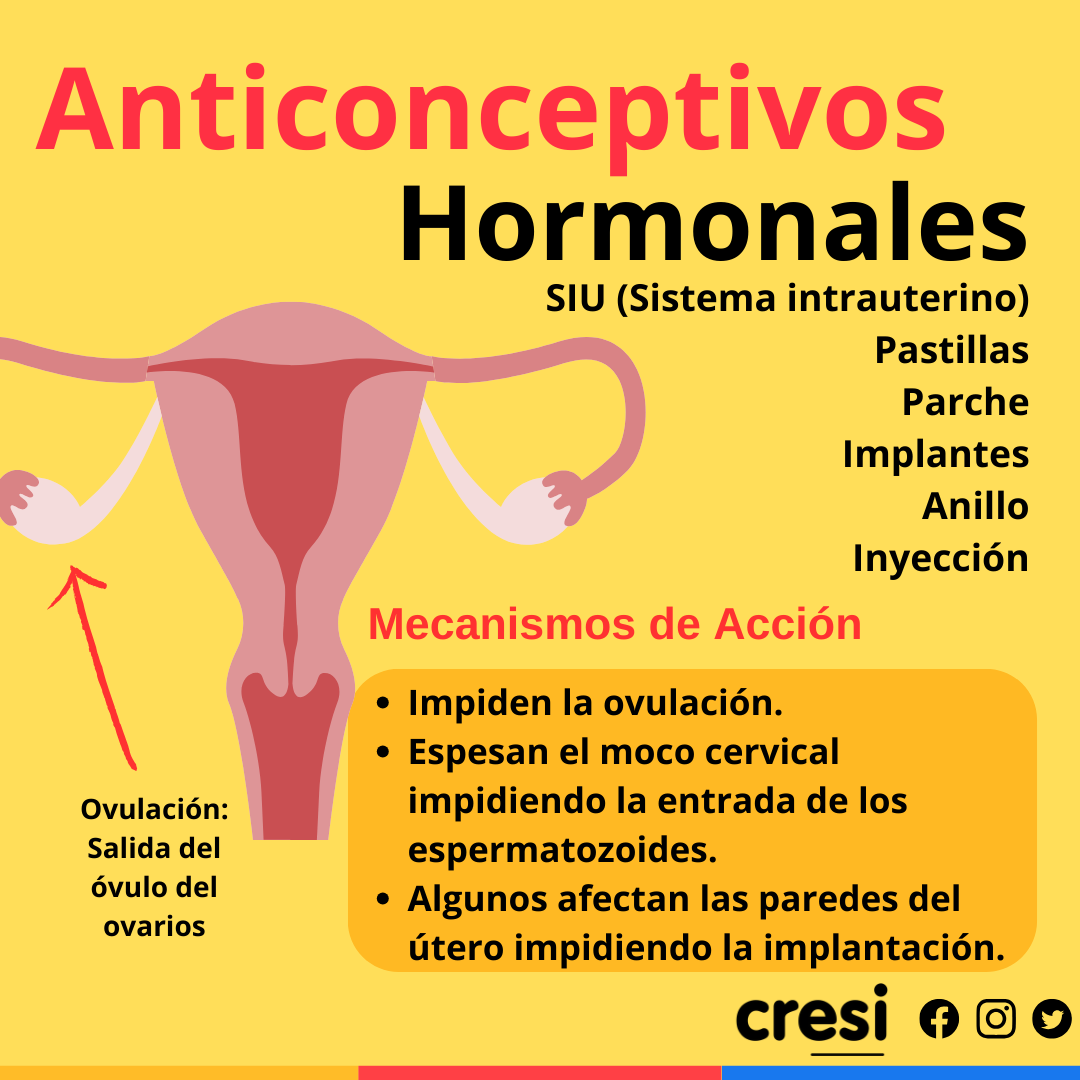 Anticonceptivos
Hormonales
SIU (Sistema intrauterino)
Pastillas
Parche
Implantes
Anillo
Inyección
Mecanismos de Acción
• Impiden la ovulación.
• Espesan el moco cervical
impidiendo la entrada de los
espermatozoides.
• Algunos afectan las paredes del
útero impidiendo la implantación.
Ovulación:
Salida del
óvulo del
ovarios
cresi